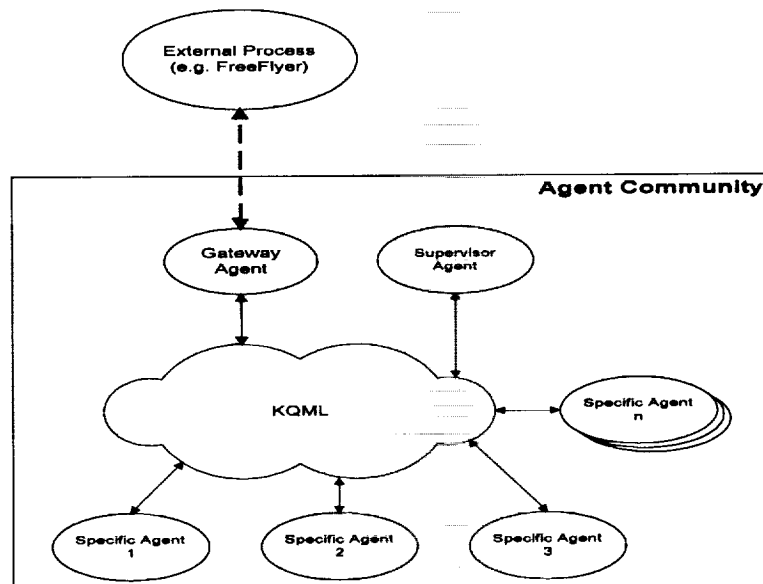 External Process
(e.g. FreeFlyer)
Agent Community
Gateway
Agent
Supervisor
Agent
KQML
Specific Agent
n
Specific Agent
1
Specific Agent
2
Specific Agent
3